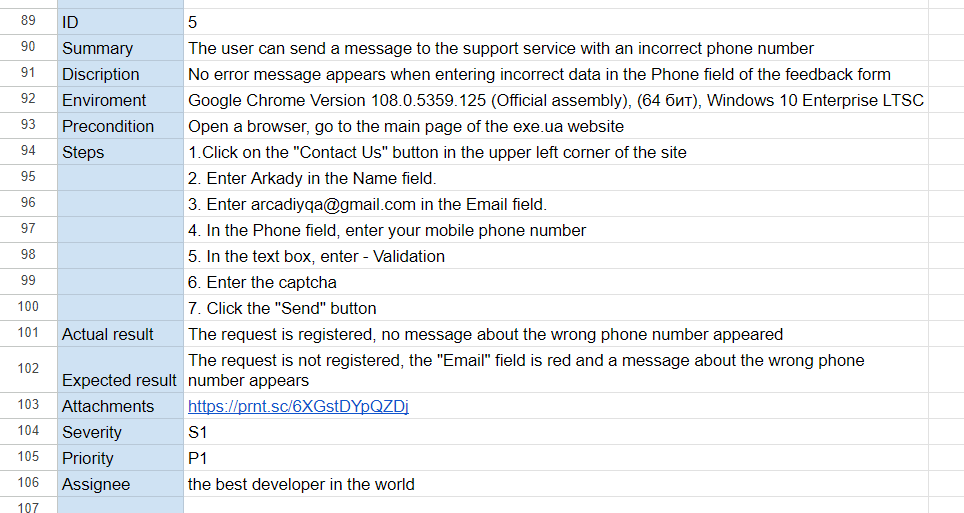 89 ID 5
90 Summary The user can send a message to the support service with an incorrect phone number
91 Discription No error message appears when entering incorrect data in the Phone field of the feedback form
92 Enviroment Google Chrome Version 108.0.5359.125 (Official assembly), (64 бит), Windows 10 Enterprise LTSC
93 Precondition Open a browser, go to the main page of the exe.ua website
94 Steps 1.Click on the "Contact Us" button in the upper left corner of the site
95 2. Enter Arkady in the Name field.
96 3. Enter arcadiyqa@gmail.com in the Email field.
97 4. In the Phone field, enter your mobile phone number
98 5. In the text box, enter - Validation
99 6. Enter the captcha
100 7. Click the "Send" button
101 Actual result The request is registered, no message about the wrong phone number appeared
102 Expected result The request is not registered, the "Email" field is red and a message about the wrong phone
number appears
103 Attachments https://prnt.sc/6XGstDYpQZDj
104 Severity S1
105 Priority P1
106 Assignee the best developer in the world
107